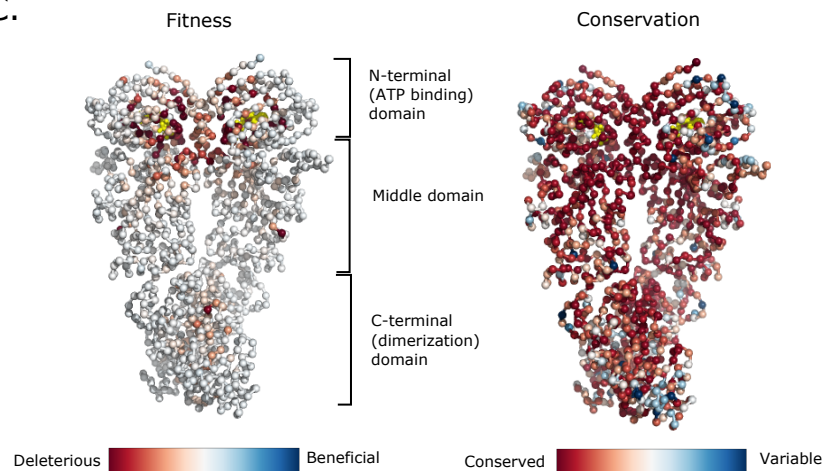 Fitness
Conservation
N-terminal
(ATP binding)
domain
Middle domain
C-terminal
(dimerization)
domain
Deleterious
Beneficial
Conserved
Variable